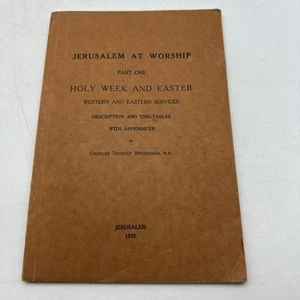 JERUSALEM AT WORSHIP
PART ONE
HOLY WEEK AND EASTER
WESTERN AND EASTERN SERVICES
DESCRIPTION AND TIME-TABLES
WITH APPENDICES
BY
CHARLES THORLEY BRIDGEMAN, M.A.
JERUSALEM
1932